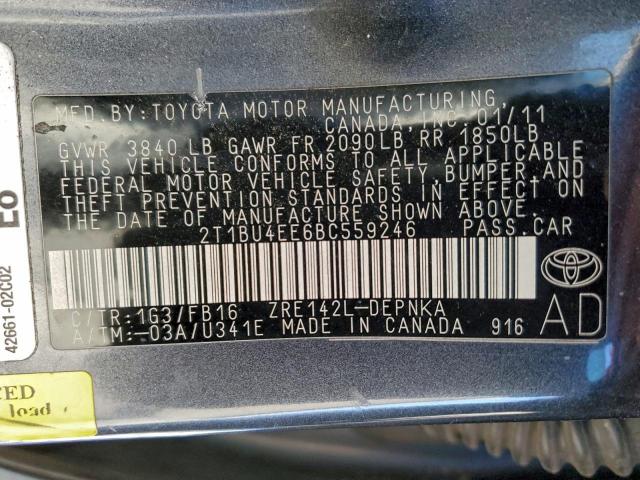 MFD.BY:TOYOTA MOTOR MANUFACTURING,
CANADA,INC. 01/11
GVWR 3840 LB GAWR FR 2090LB RR 1850LB
THIS VEHICLE CONFORMS TO ALL APPLICABLE
FEDERAL MOTOR VEHICLE SAFETY, BUMPER, AND
THEFT PREVENTION STANDARDS IN EFFECT ON
THE DATE OF MANUFACTURE SHOWN ABOVE.
2T1BU4EE6BC559246 PASS.CAR
C/TR:1G3/FB16 ZRE142L-DEPNKA
A/TM:-03A/U341E MADE IN CANADA 916
AD
42661-02C02
load